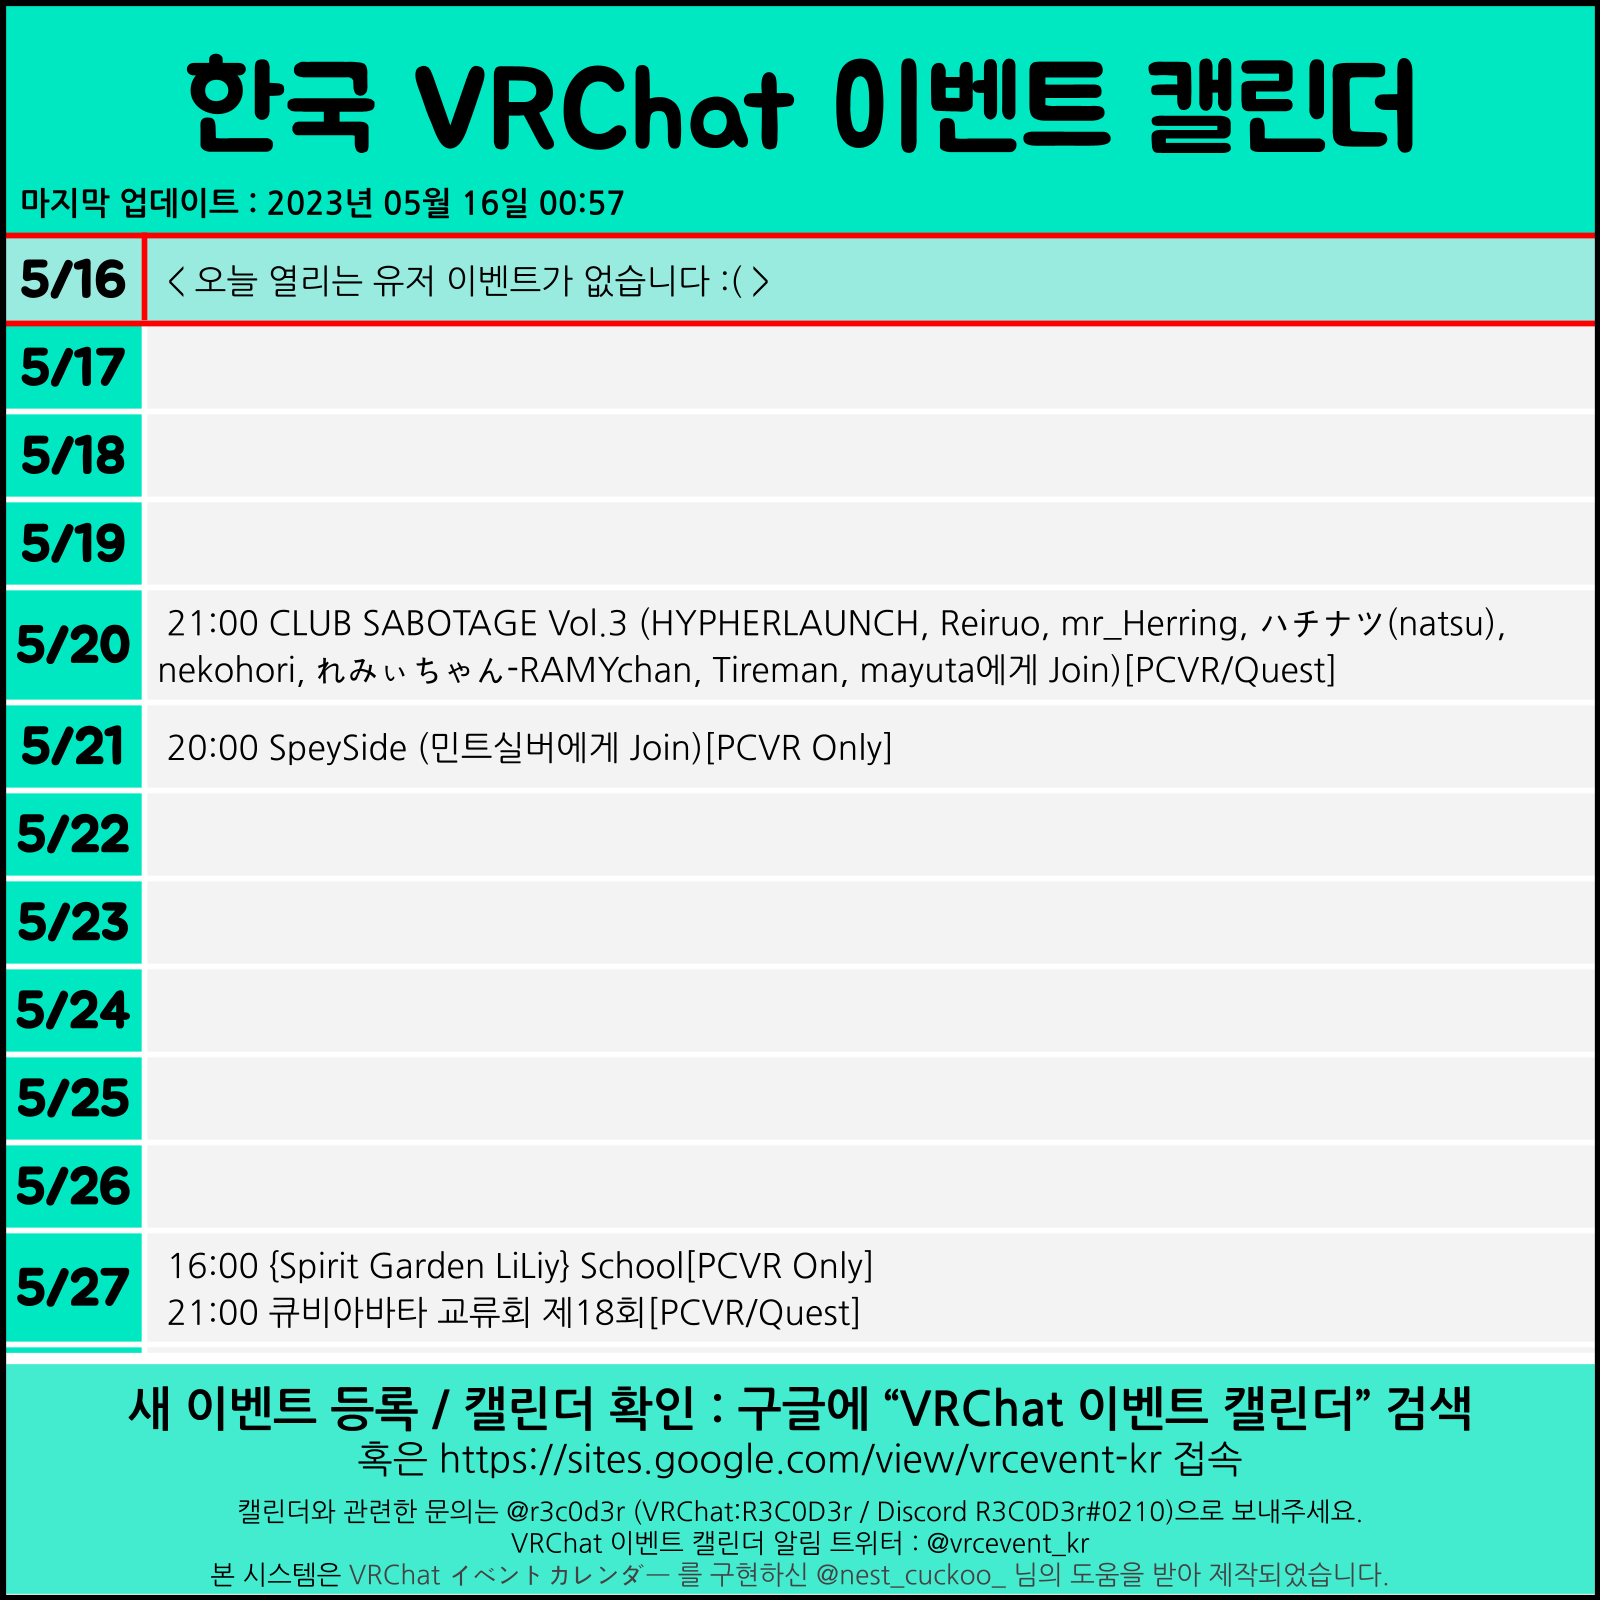 한국 VRChat 이벤트 캘린더
마지막 업데이트 : 2023년 05월 16일 00:57
5/16
< 오늘 열리는 유저 이벤트가 없습니다 :( >
5/17
5/18
5/19
5/20
21:00 CLUB SABOTAGE Vol.3 (HYPHERLAUNCH, Reiruo, mr_Herring, ハチナツ(natsu),
nekohori, れみぃちゃん-RAMYchan, Tireman, mayuta에게 Join)[PCVR/Quest]
5/21
20:00 SpeySide (민트실버에게 Join)[PCVR Only]
5/22
5/23
5/24
5/25
5/26
5/27
16:00 {Spirit Garden LiLiy} School[PCVR Only]
21:00 큐비아바타 교류회 제18회[PCVR/Quest]
새 이벤트 등록 / 캘린더 확인 : 구글에 “VRChat 이벤트 캘린더” 검색
혹은 https://sites.google.com/view/vrcevent-kr 접속
캘린더와 관련한 문의는 @r3c0d3r (VRChat:R3C0D3r / Discord R3C0D3r#0210)으로 보내주세요.
VRChat 이벤트 캘린더 알림 트위터 : @vrcevent_kr
본 시스템은 VRChat イベントカレンダー 를 구현하신 @nest_cuckoo_ 님의 도움을 받아 제작되었습니다.